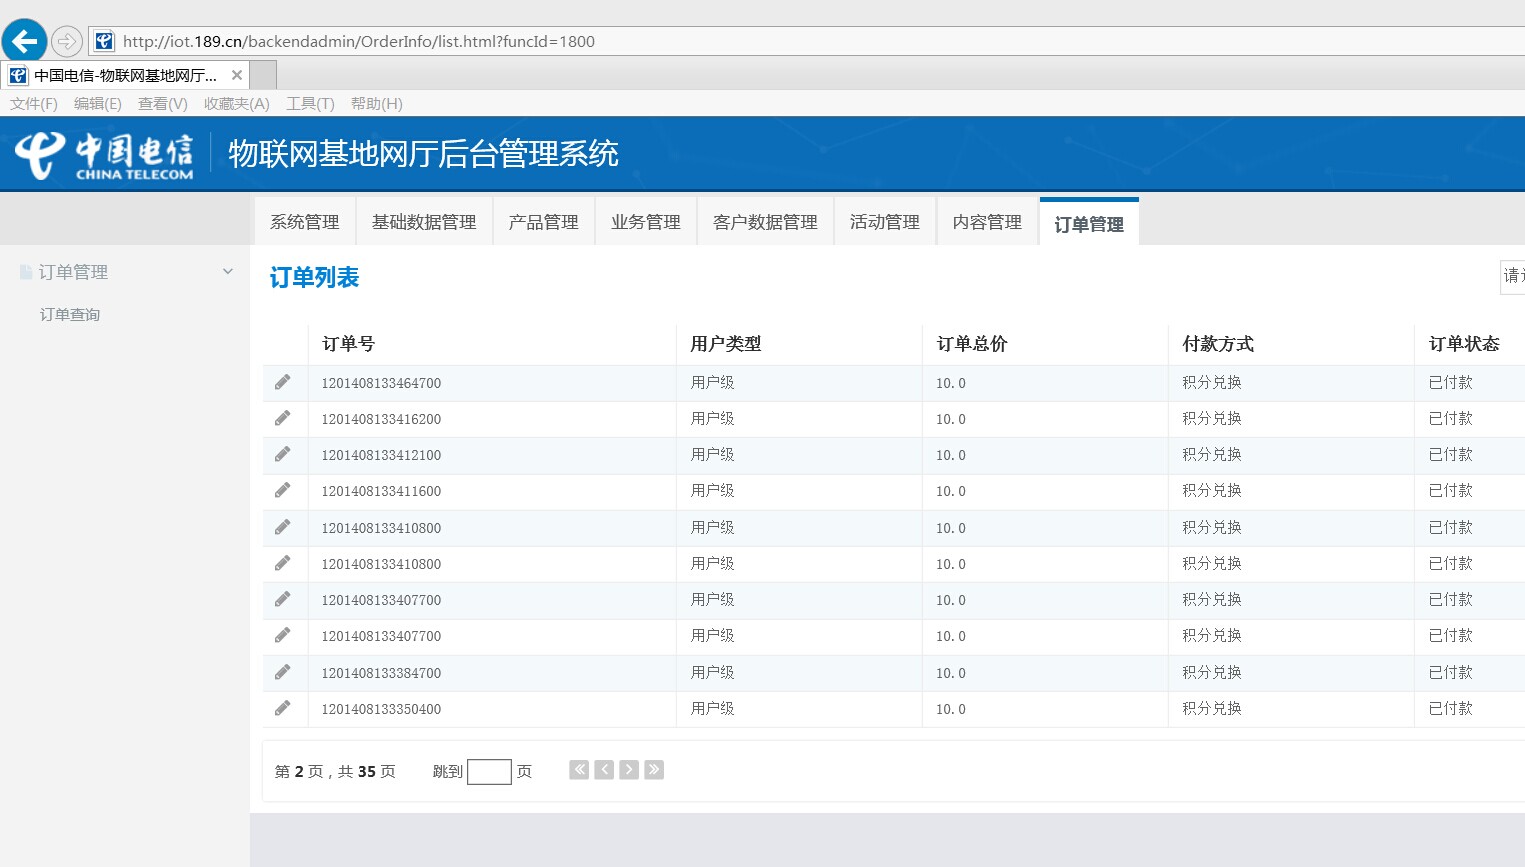 http://iot.189.cn/backendadmin/OrderInfo/list.html?funcId=1800
中国电信-物联网基地网厅...
文件(F) 编辑(E) 查看(V) 收藏夹(A) 工具(T) 帮助(H)
中国电信 CHINA TELECOM 物联网基地网厅后台管理系统
系统管理 基础数据管理 产品管理 业务管理 客户数据管理 活动管理 内容管理 订单管理
订单管理
订单查询
订单列表
请
订单号 用户类型 订单总价 付款方式 订单状态
1201408133464700 用户级 10.0 积分兑换 已付款
1201408133416200 用户级 10.0 积分兑换 已付款
1201408133412100 用户级 10.0 积分兑换 已付款
1201408133411600 用户级 10.0 积分兑换 已付款
1201408133410800 用户级 10.0 积分兑换 已付款
1201408133410800 用户级 10.0 积分兑换 已付款
1201408133407700 用户级 10.0 积分兑换 已付款
1201408133407700 用户级 10.0 积分兑换 已付款
1201408133384700 用户级 10.0 积分兑换 已付款
1201408133350400 用户级 10.0 积分兑换 已付款
第 2 页，共 35 页 跳到 页